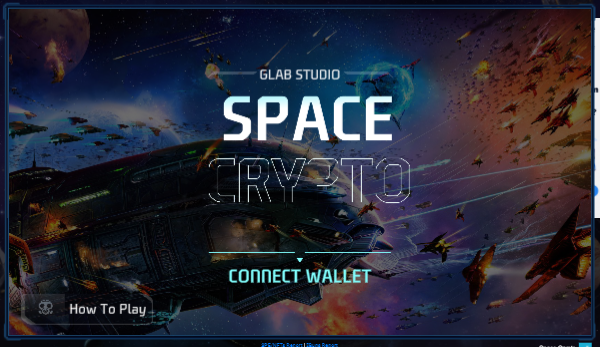 GLAB STUDIO
SPACE
CRYPTO
CONNECT WALLET
How To Play